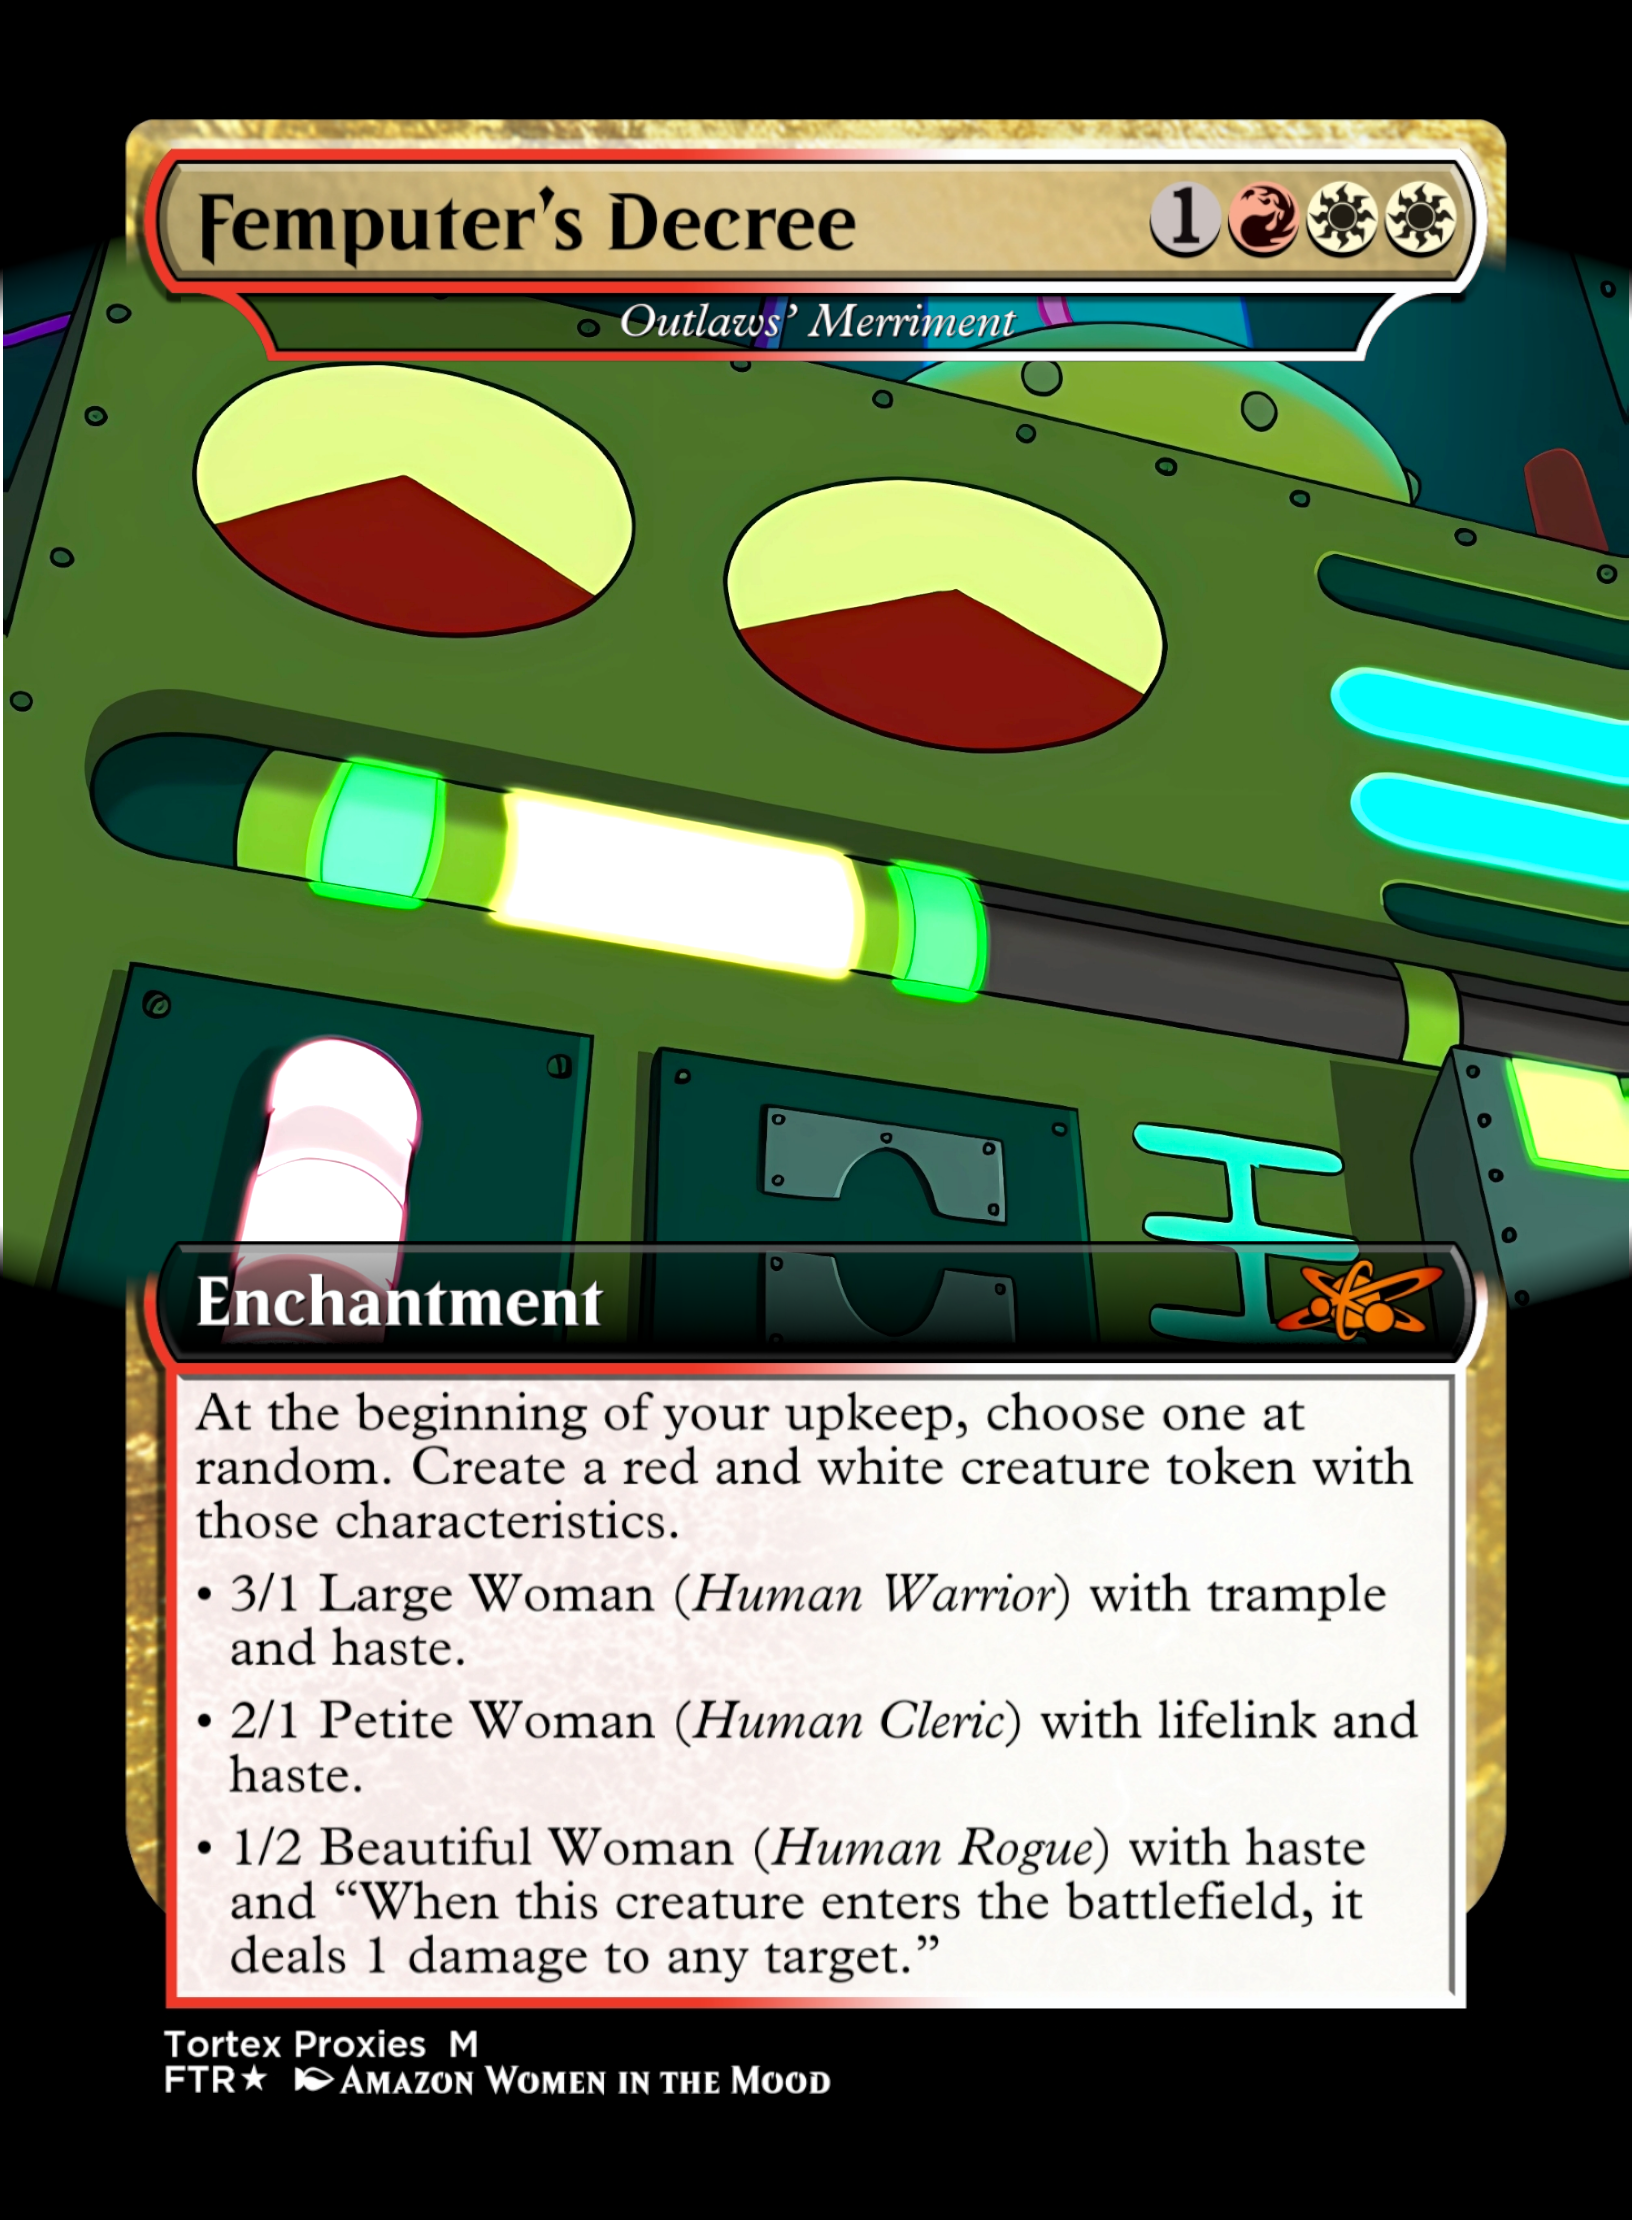 Femputer's Decree 1
Outlaws' Merriment
Enchantment
At the beginning of your upkeep, choose one at
random. Create a red and white creature token with
those characteristics.
• 3/1 Large Woman (Human Warrior) with trample
and haste.
• 2/1 Petite Woman (Human Cleric) with lifelink and
haste.
• 1/2 Beautiful Woman (Human Rogue) with haste
and “When this creature enters the battlefield, it
deals 1 damage to any target.”
Tortex Proxies M
FTR★ Amazon Women in the Mood